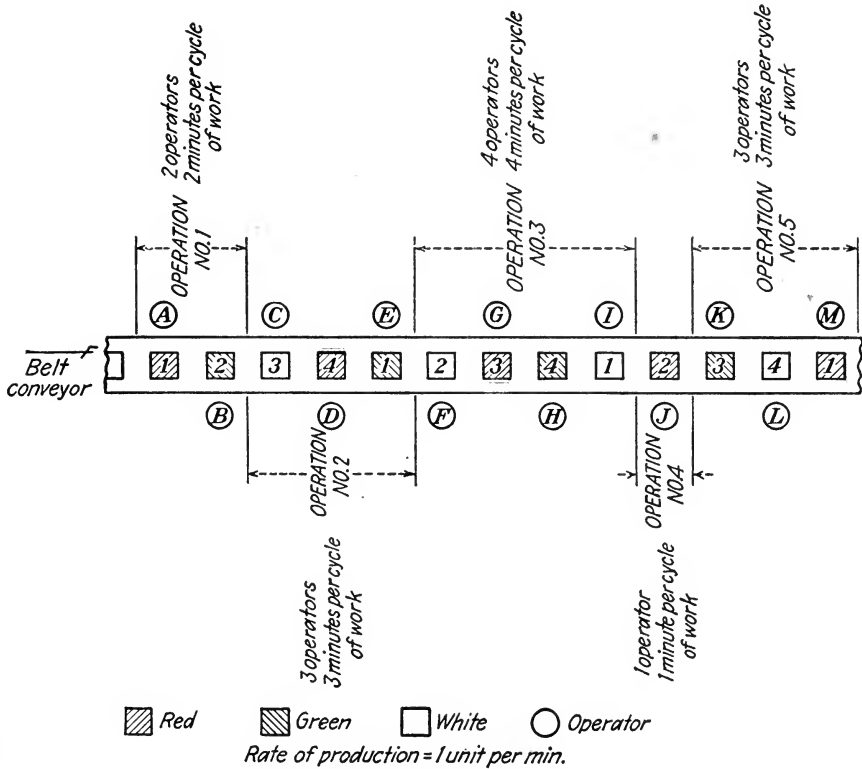 2 operators
2 minutes per cycle
of work
OPERATION
NO.1
4 operators
4 minutes per cycle
of work
OPERATION
NO.3
3 operators
3 minutes per cycle
of work
OPERATION
NO.5
A
C
E
G
I
K
M
Belt
conveyor
1 2 3 4 1 2 3 4 1 2 3 4 1
B
D
F
H
J
L
OPERATION
NO.2
3 operators
3 minutes per cycle
of work
OPERATION
NO.4
1 operator
1 minute per cycle
of work
Red
Green
White
Operator
Rate of production = 1 unit per min.